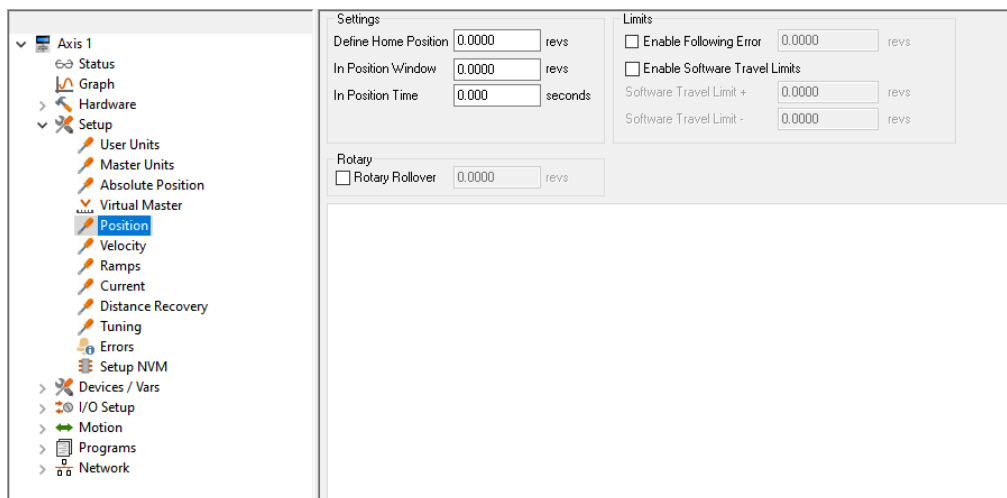 Axis 1
Status
Graph
Hardware
Setup
User Units
Master Units
Absolute Position
Virtual Master
Position
Velocity
Ramps
Current
Distance Recovery
Tuning
Errors
Setup NVM
Devices / Vars
I/O Setup
Motion
Programs
Network
Settings
Define Home Position 0.0000 revs
In Position Window 0.0000 revs
In Position Time 0.000 seconds
Limits
Enable Following Error 0.0000 revs
Enable Software Travel Limits
Software Travel Limit + 0.0000 revs
Software Travel Limit - 0.0000 revs
Rotary
Rotary Rollover 0.0000 revs